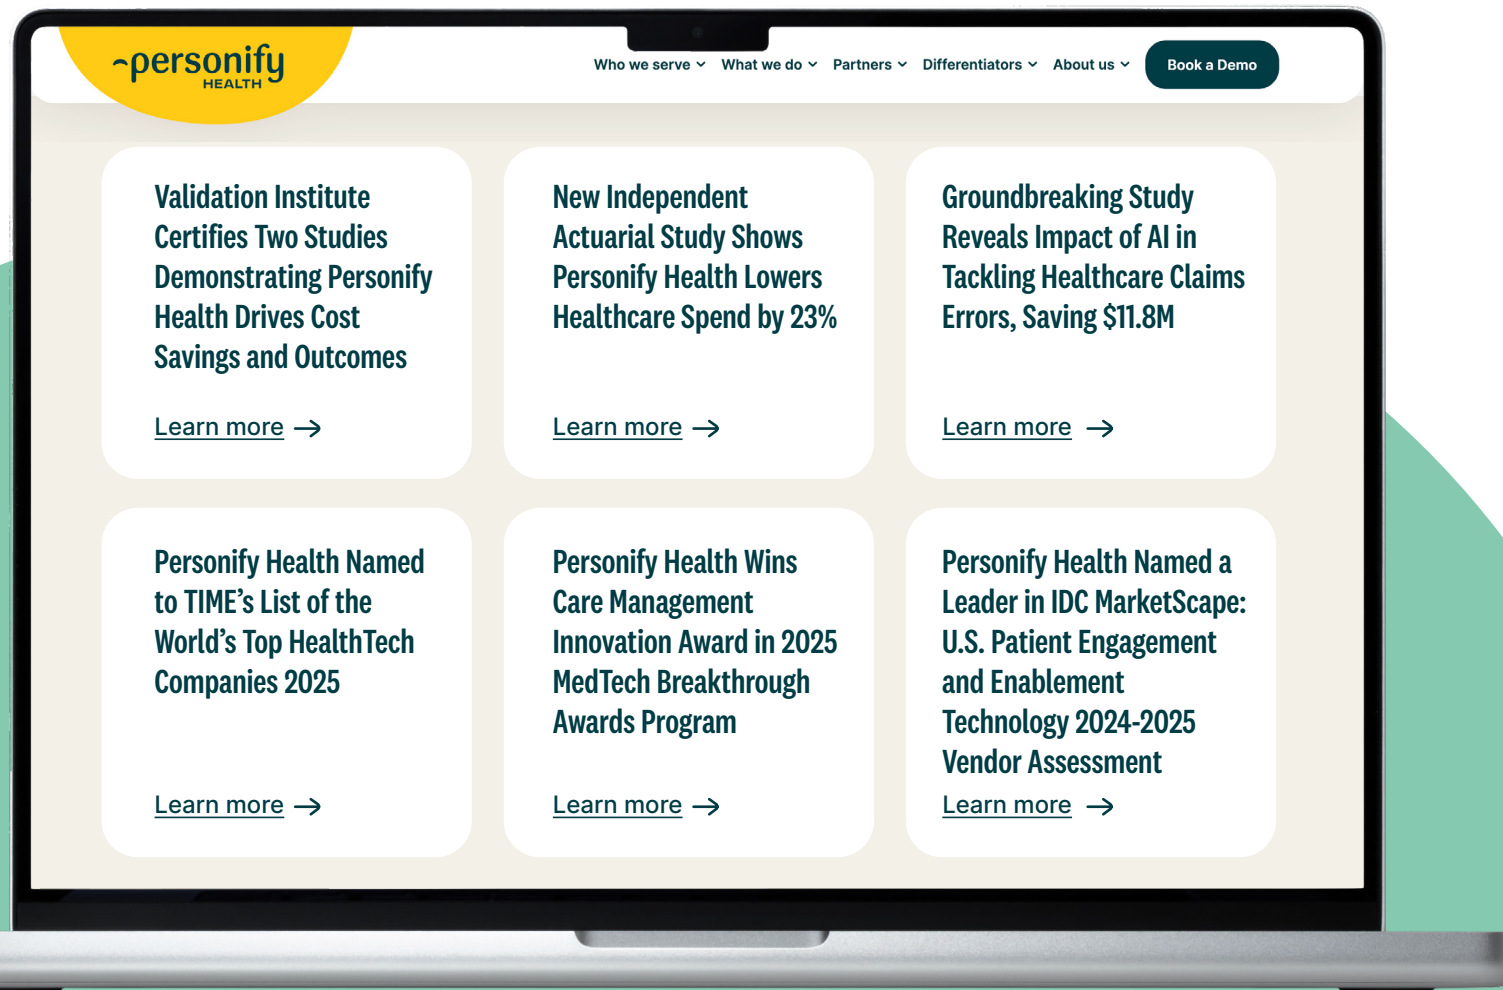 personify
HEALTH
Who we serve
What we do
Partners
Differentiators
About us
Book a Demo
Validation Institute
Certifies Two Studies
Demonstrating Personify
Health Drives Cost
Savings and Outcomes
Learn more
New Independent
Actuarial Study Shows
Personify Health Lowers
Healthcare Spend by 23%
Learn more
Groundbreaking Study
Reveals Impact of AI in
Tackling Healthcare Claims
Errors, Saving $11.8M
Learn more
Personify Health Named
to TIME’s List of the
World’s Top HealthTech
Companies 2025
Learn more
Personify Health Wins
Care Management
Innovation Award in 2025
MedTech Breakthrough
Awards Program
Learn more
Personify Health Named a
Leader in IDC MarketScape:
U.S. Patient Engagement
and Enablement
Technology 2024-2025
Vendor Assessment
Learn more